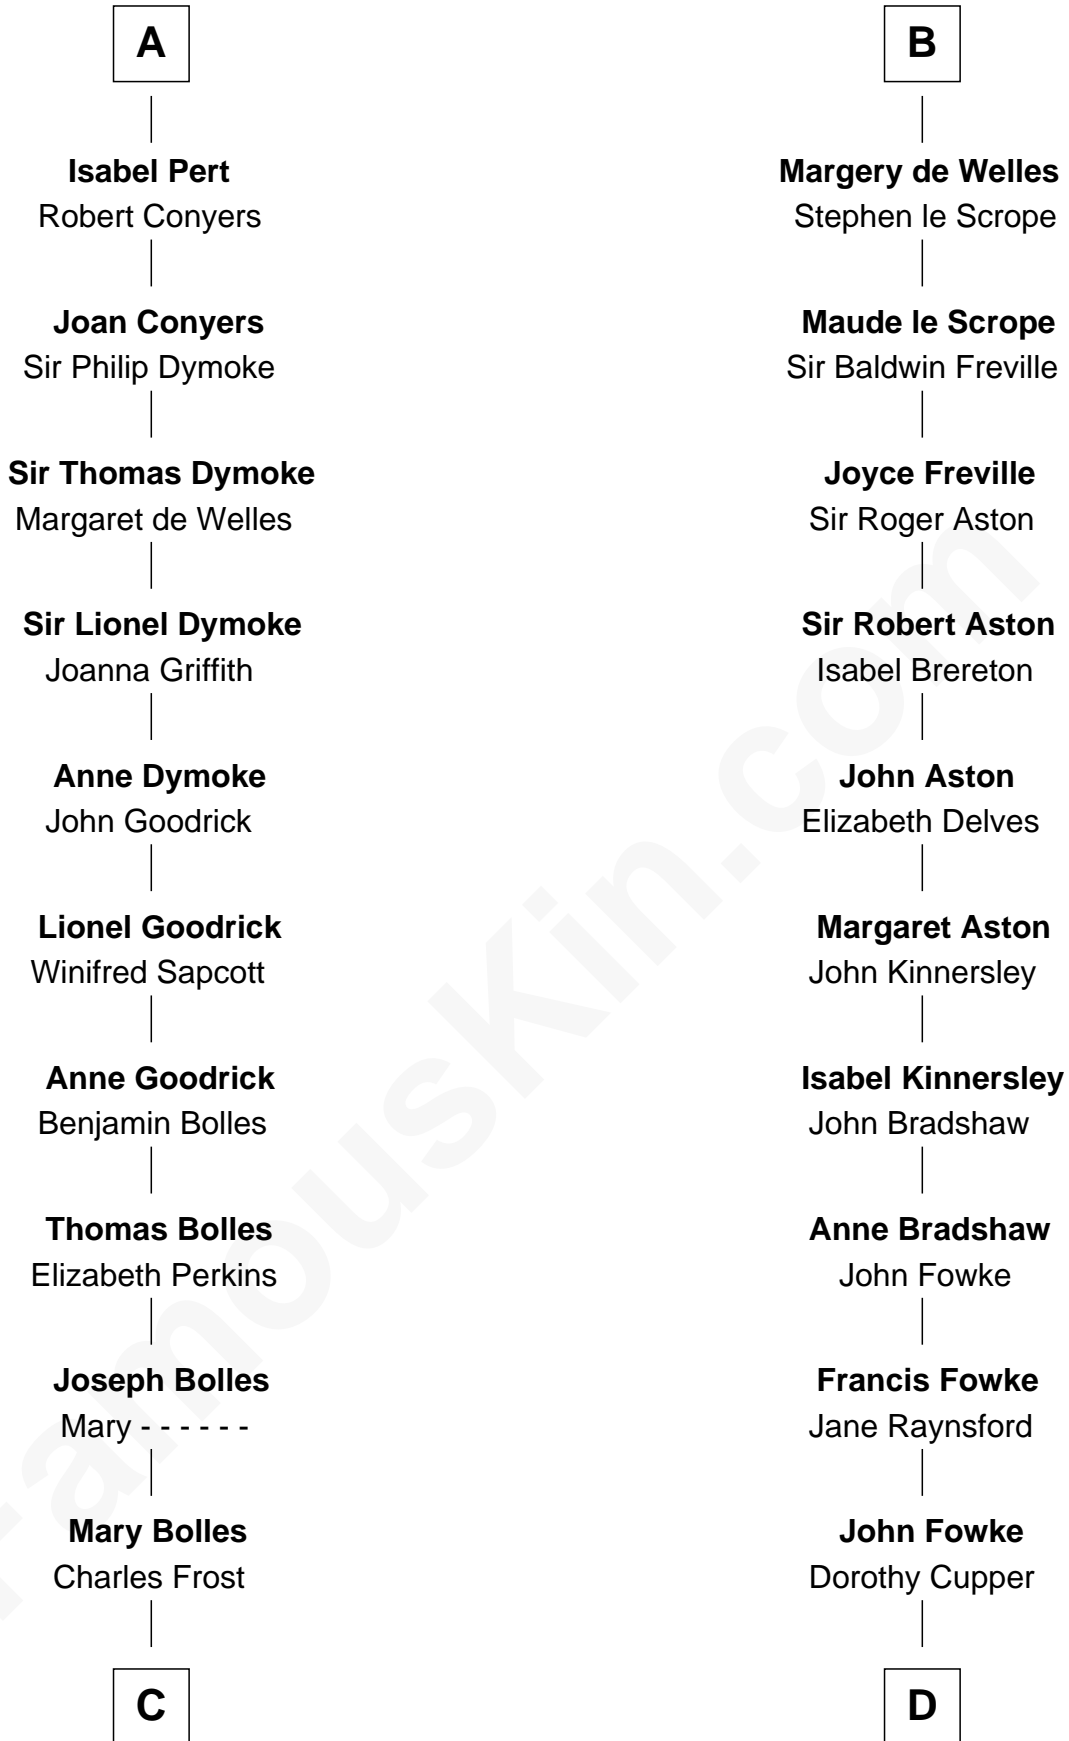 A
Isabel Pert
Robert Conyers
Joan Conyers
Sir Philip Dymoke
Sir Thomas Dymoke
Margaret de Welles
Sir Lionel Dymoke
Joanna Griffith
Anne Dymoke
John Goodrick
Lionel Goodrick
Winifred Sapcott
Anne Goodrick
Benjamin Bolles
Thomas Bolles
Elizabeth Perkins
Joseph Bolles
Mary - - - - - -
Mary Bolles
Charles Frost
C
B
Margery de Welles
Stephen le Scrope
Maude le Scrope
Sir Baldwin Freville
Joyce Freville
Sir Roger Aston
Sir Robert Aston
Isabel Brereton
John Aston
Elizabeth Delves
Margaret Aston
John Kinnersley
Isabel Kinnersley
John Bradshaw
Anne Bradshaw
John Fowke
Francis Fowke
Jane Raynsford
John Fowke
Dorothy Cupper
D
FamousKin.com